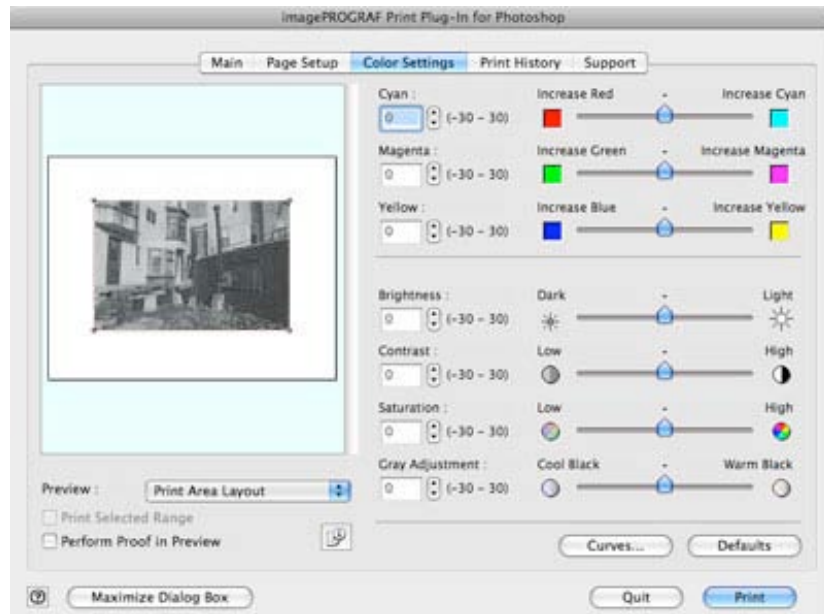 imagePROGRAF Print Plug-In for Photoshop
Main Page Setup Color Settings Print History Support
Cyan : Increase Red - Increase Cyan
0 (-30 - 30)
Magenta : Increase Green - Increase Magenta
0 (-30 - 30)
Yellow : Increase Blue - Increase Yellow
0 (-30 - 30)
Brightness : Dark - Light
0 (-30 - 30)
Contrast : Low - High
0 (-30 - 30)
Saturation : Low - High
0 (-30 - 30)
Gray Adjustment : Cool Black - Warm Black
0 (-30 - 30)
Preview : Print Area Layout
Print Selected Range
Perform Proof in Preview
Curves... Defaults
? Maximize Dialog Box Quit Print